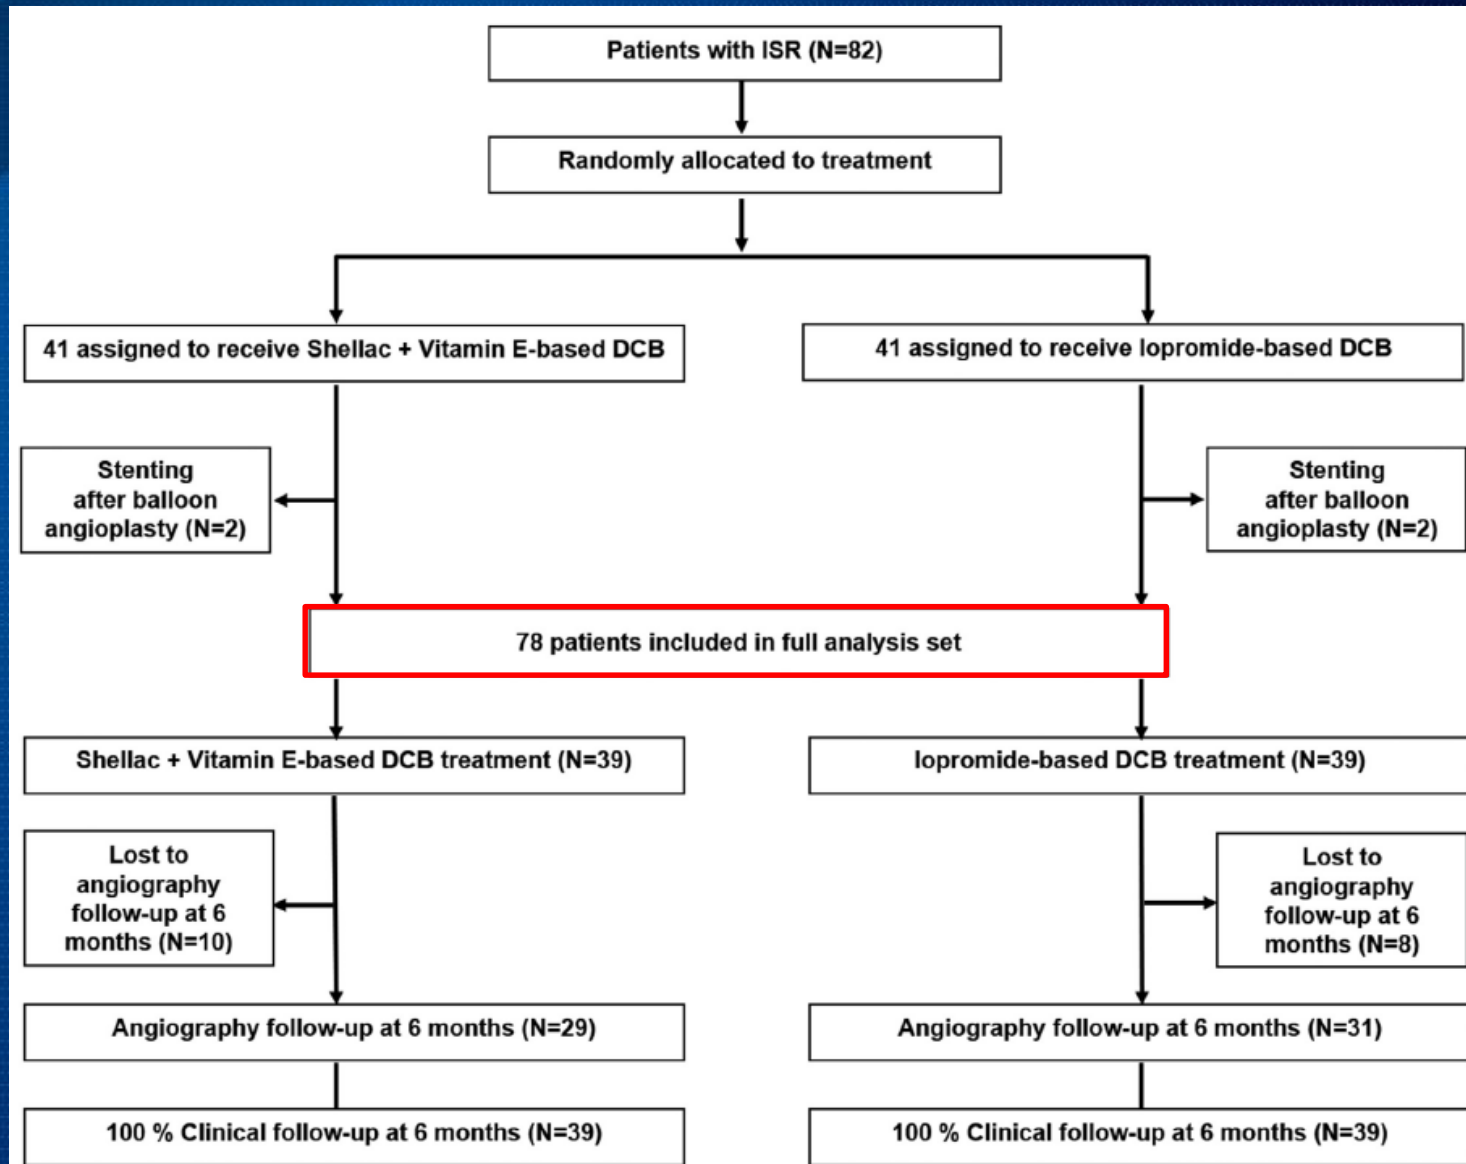 Patients with ISR (N=82)
Randomly allocated to treatment
41 assigned to receive Shellac + Vitamin E-based DCB
41 assigned to receive Iopromide-based DCB
Stenting
after balloon
angioplasty (N=2)
Stenting
after balloon
angioplasty (N=2)
78 patients included in full analysis set
Shellac + Vitamin E-based DCB treatment (N=39)
Iopromide-based DCB treatment (N=39)
Lost to
angiography
follow-up at 6
months (N=10)
Lost to
angiography
follow-up at 6
months (N=8)
Angiography follow-up at 6 months (N=29)
Angiography follow-up at 6 months (N=31)
100 % Clinical follow-up at 6 months (N=39)
100 % Clinical follow-up at 6 months (N=39)